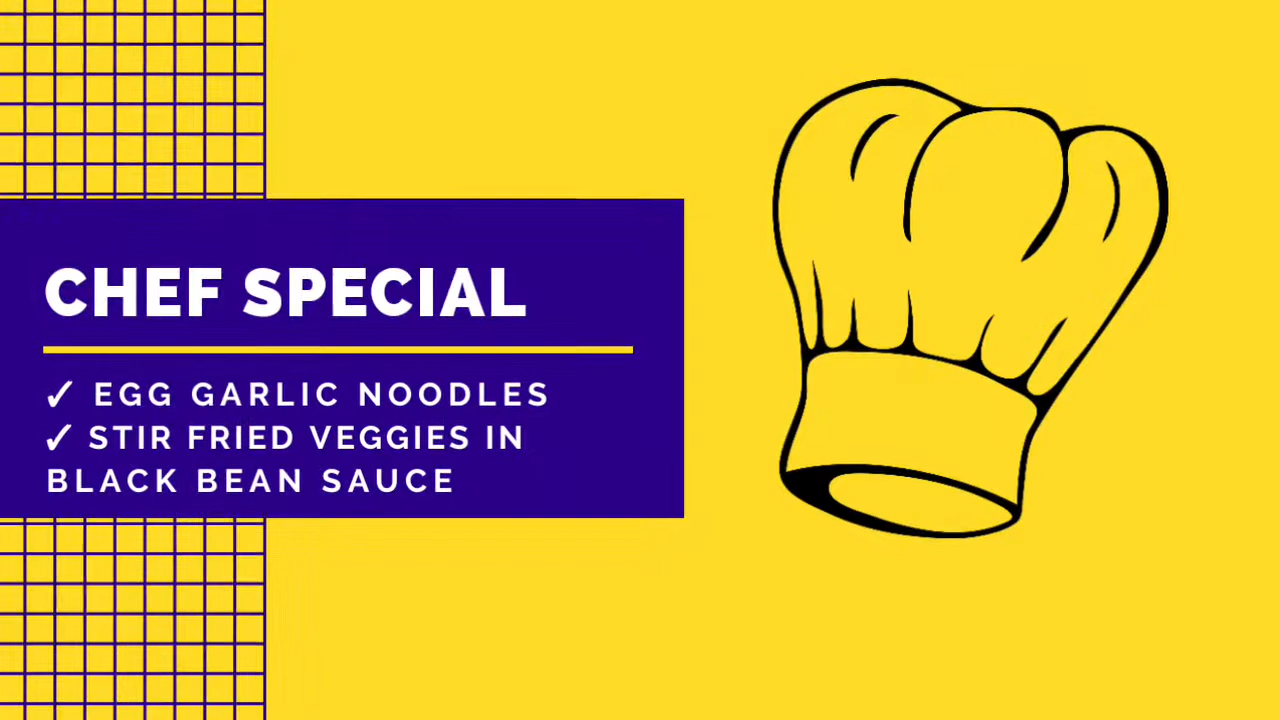 CHEF SPECIAL
✓ EGG GARLIC NOODLES
✓ STIR FRIED VEGGIES IN
BLACK BEAN SAUCE